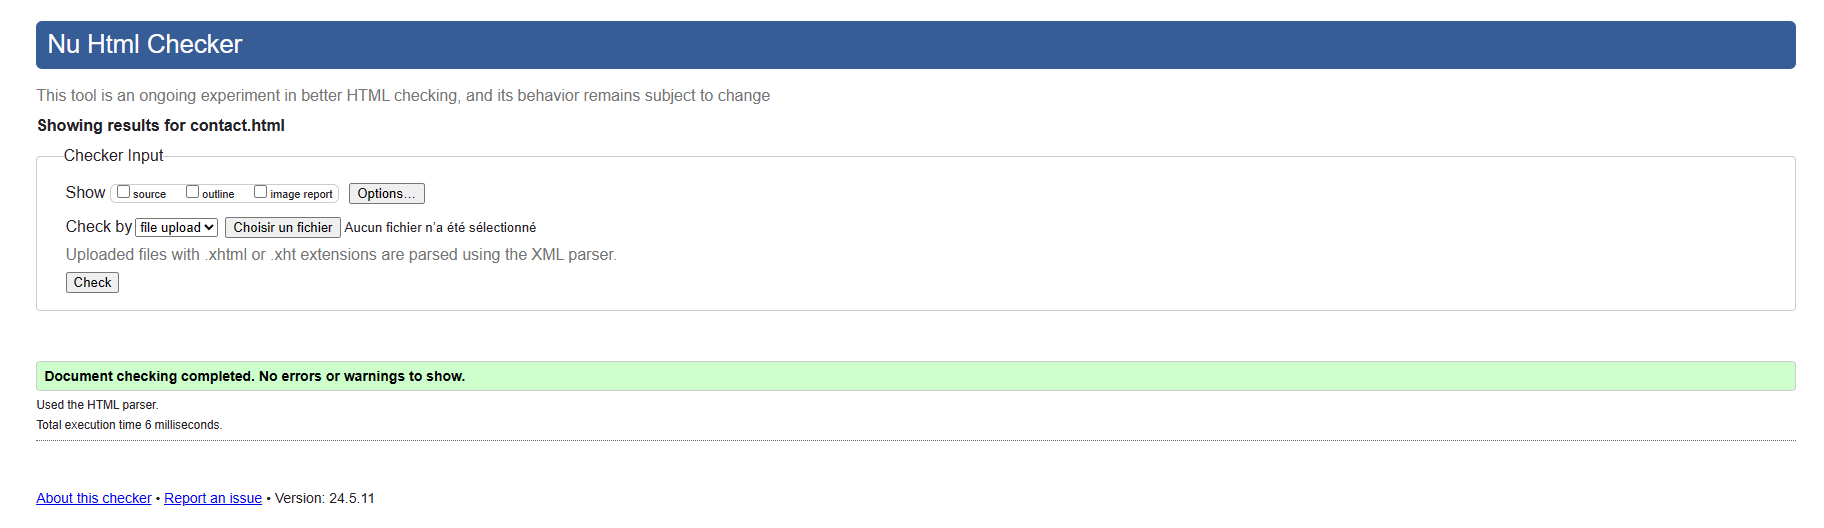 Nu Html Checker
This tool is an ongoing experiment in better HTML checking, and its behavior remains subject to change
Showing results for contact.html
Checker Input
Show source outline image report Options...
Check by file upload Choisir un fichier Aucun fichier n'a été sélectionné
Uploaded files with .xhtml or .xht extensions are parsed using the XML parser.
Check
Document checking completed. No errors or warnings to show.
Used the HTML parser.
Total execution time 6 milliseconds.
About this checker • Report an issue • Version: 24.5.11